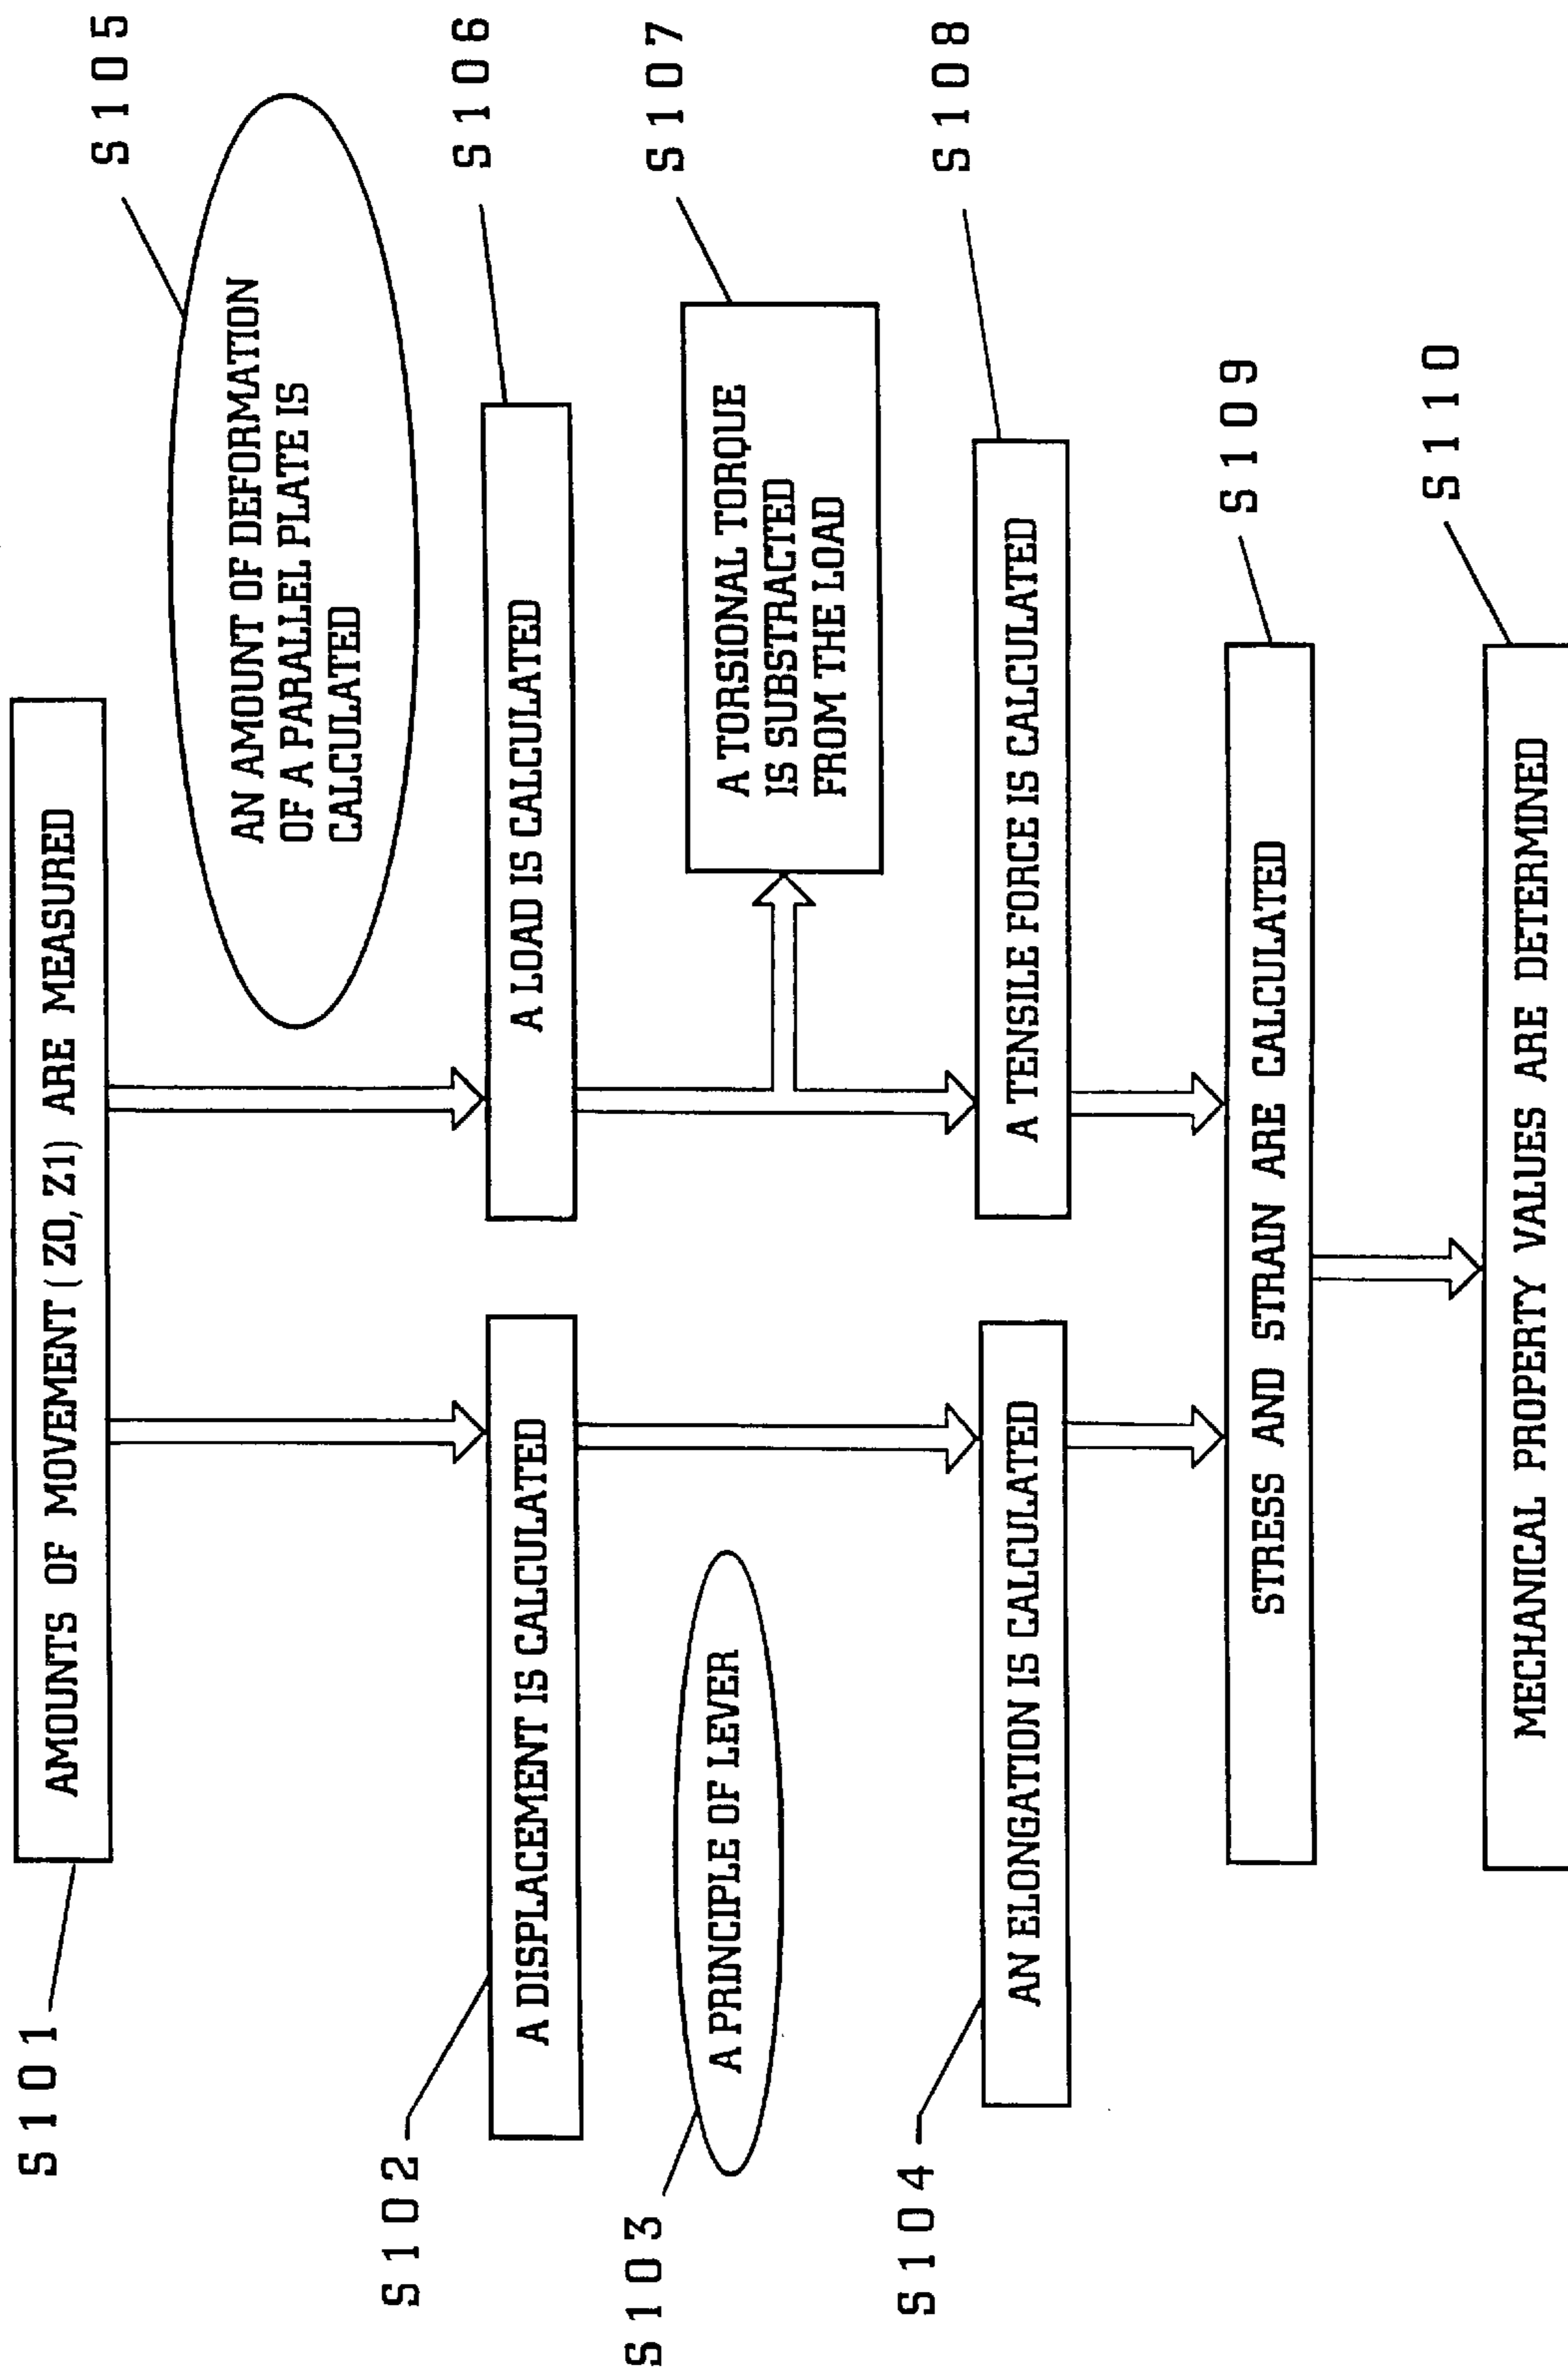 S101
AMOUNTS OF MOVEMENT (Z0, Z1) ARE MEASURED
S102
A DISPLACEMENT IS CALCULATED
S103
A PRINCIPLE OF LEVER
S104
AN ELONGATION IS CALCULATED
S105
AN AMOUNT OF DEFORMATION
OF A PARALLEL PLATE IS
CALCULATED
S106
A LOAD IS CALCULATED
S107
A TORSIONAL TORQUE
IS SUBSTRACTED
FROM THE LOAD
S108
A TENSILE FORCE IS CALCULATED
S109
STRESS AND STRAIN ARE CALCULATED
S110
MECHANICAL PROPERTY VALUES ARE DETERMINED